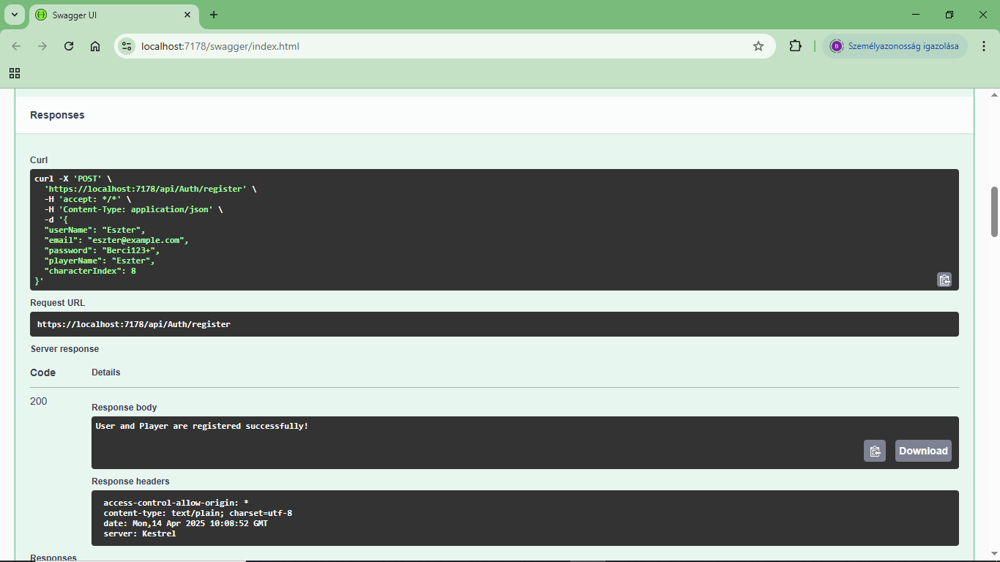 Swagger UI
localhost:7178/swagger/index.html
B
Személyazonosság igazolása
Responses
Curl
curl -X 'POST' \
'https://localhost:7178/api/Auth/register' \
-H 'accept: */*' \
-H 'Content-Type: application/json' \
-d '{
"userName": "Eszter",
"email": "eszter@example.com",
"password": "Berci123+",
"playerName": "Eszter",
"characterIndex": 8
}'
Request URL
https://localhost:7178/api/Auth/register
Server response
Code Details
200
Response body
User and Player are registered successfully!
Download
Response headers
access-control-allow-origin: *
content-type: text/plain; charset=utf-8
date: Mon,14 Apr 2025 10:08:52 GMT
server: Kestrel
Responses